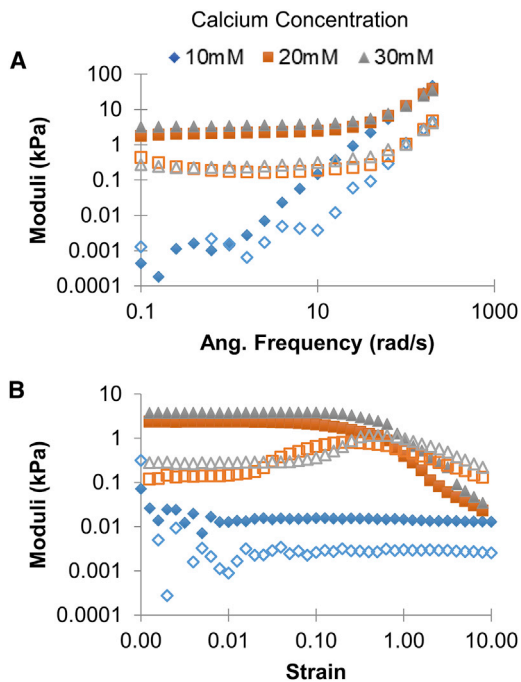 Calcium Concentration
10mM 20mM 30mM
A
100
10
1
0.1
0.01
0.001
0.0001
Moduli (kPa)
0.1 10 1000
Ang. Frequency (rad/s)
B
10
1
0.1
0.01
0.001
0.0001
Moduli (kPa)
0.00 0.01 0.10 1.00 10.00
Strain